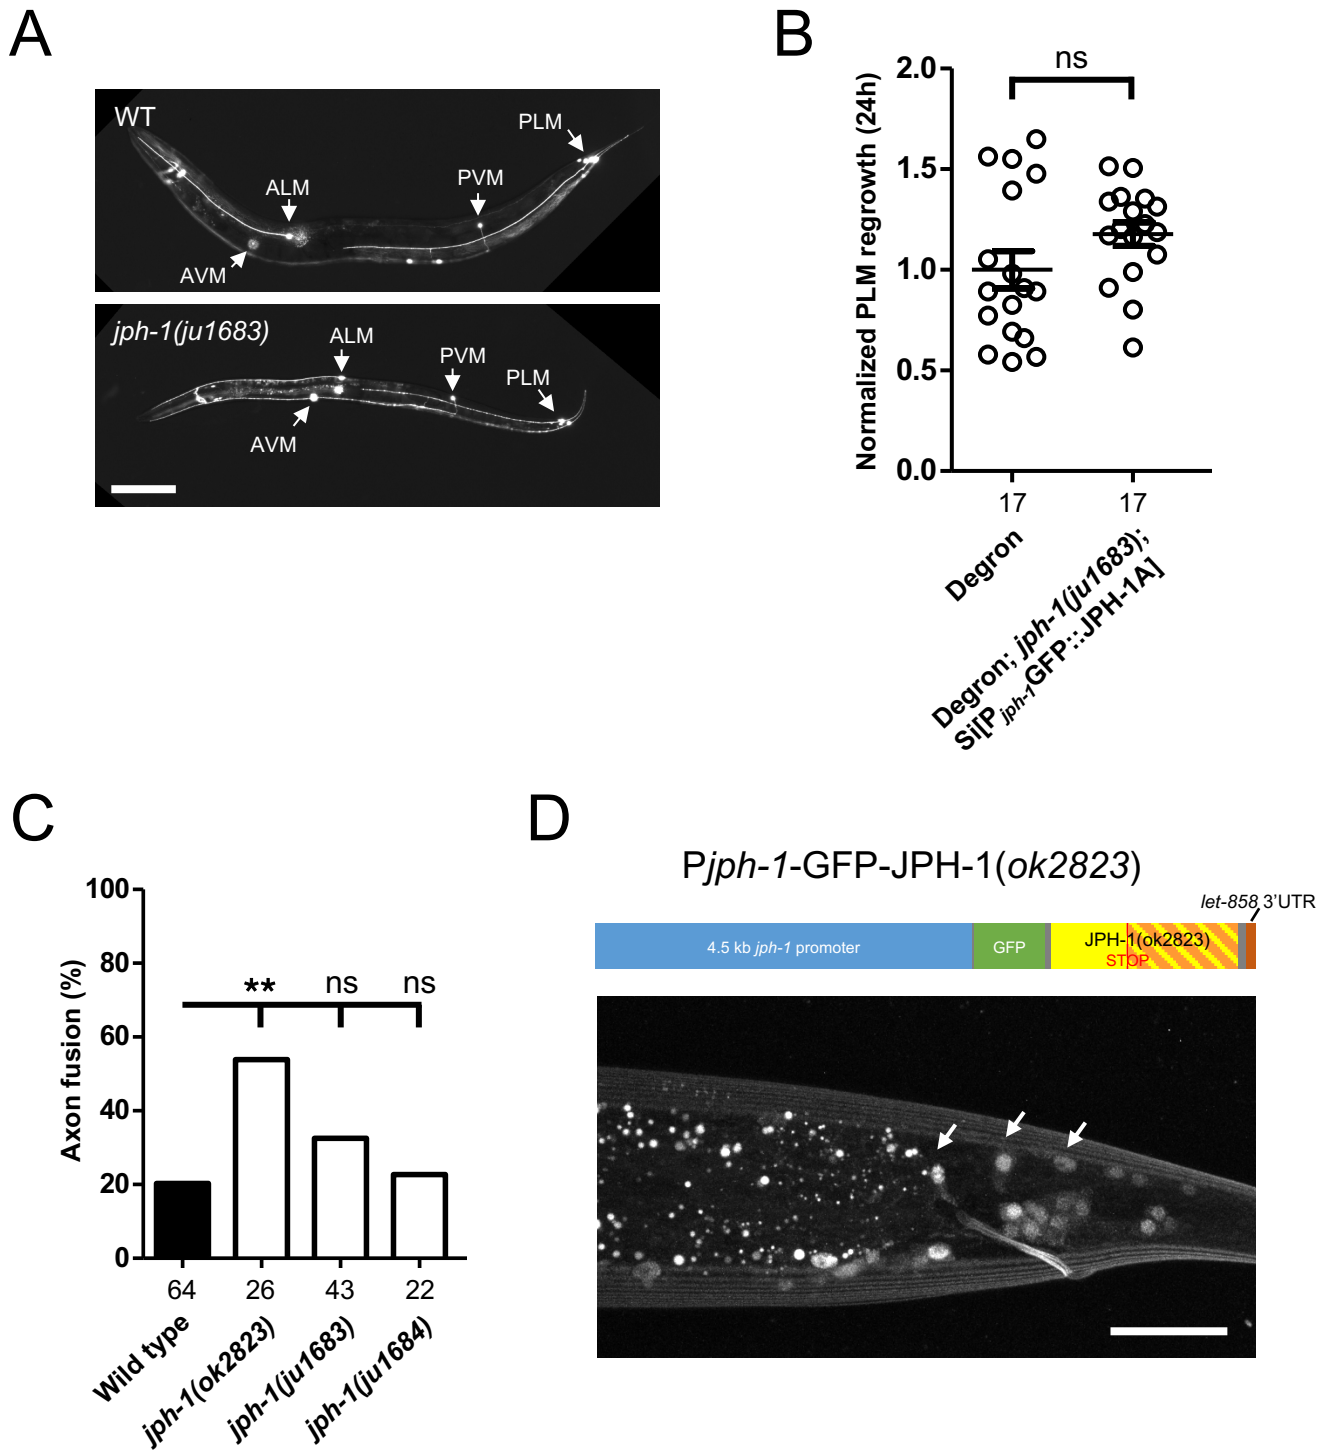 A
WT
PLM
PVM
ALM
AVM
jph-1(ju1683)
ALM
PVM
PLM
AVM
B
ns
Normalized PLM regrowth (24h)
2.0
1.5
1.0
0.5
0.0
17
17
Degron
Degron; jph-1(ju1683);
Si[Pjph-1GFP::JPH-1A]
C
Axon fusion (%)
100
80
60
40
20
0
**
ns
ns
64
26
43
22
Wild type
jph-1(ok2823)
jph-1(ju1683)
jph-1(ju1684)
D
Pjph-1-GFP-JPH-1(ok2823)
let-858 3’UTR
4.5 kb jph-1 promoter
GFP
JPH-1(ok2823)
STOP